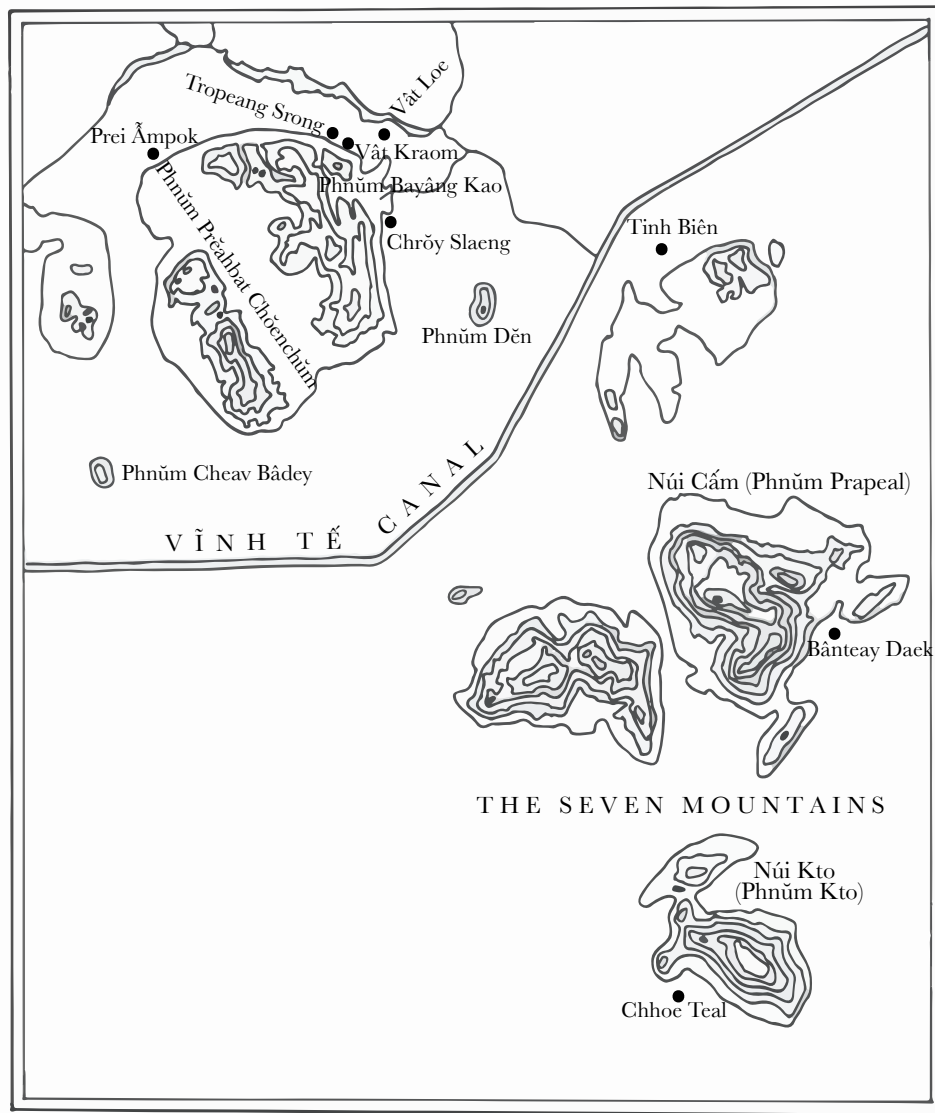 Vât Loe
Tropeang Srong
Prei Ẫmpok
Vât Kraom
Phnŭm Bayâng Kao
Phnŭm Prĕahbat Chŏenchŭm
Chrŏy Slaeng
Tinh Biên
Phnŭm Dĕn
Phnŭm Cheav Bâdey
VĨNH TẾ CANAL
Núi Cấm (Phnŭm Prapeal)
Bânteay Daek
THE SEVEN MOUNTAINS
Núi Kto
(Phnŭm Kto)
Chhoe Teal